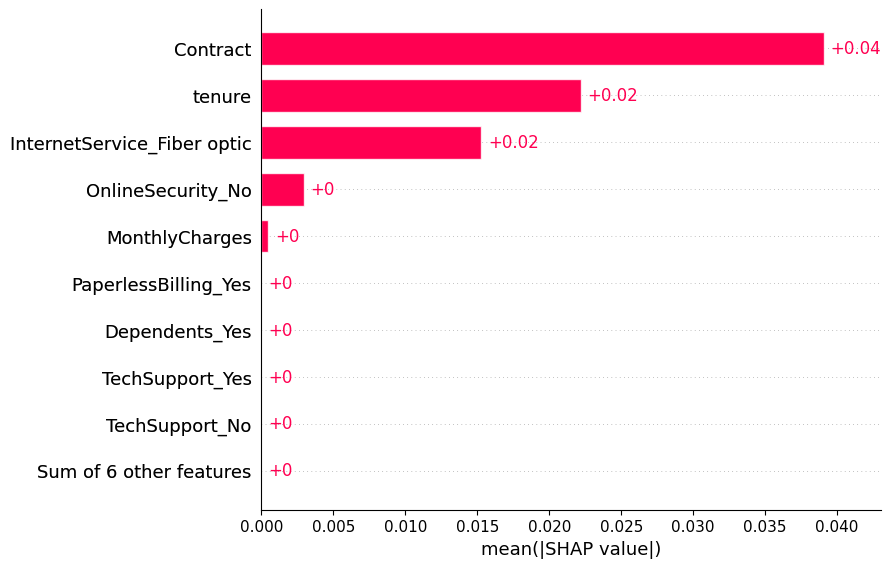 Contract +0.04
tenure +0.02
InternetService_Fiber optic +0.02
OnlineSecurity_No +0
MonthlyCharges +0
PaperlessBilling_Yes +0
Dependents_Yes +0
TechSupport_Yes +0
TechSupport_No +0
Sum of 6 other features +0
0.000 0.005 0.010 0.015 0.020 0.025 0.030 0.035 0.040
mean(|SHAP value|)